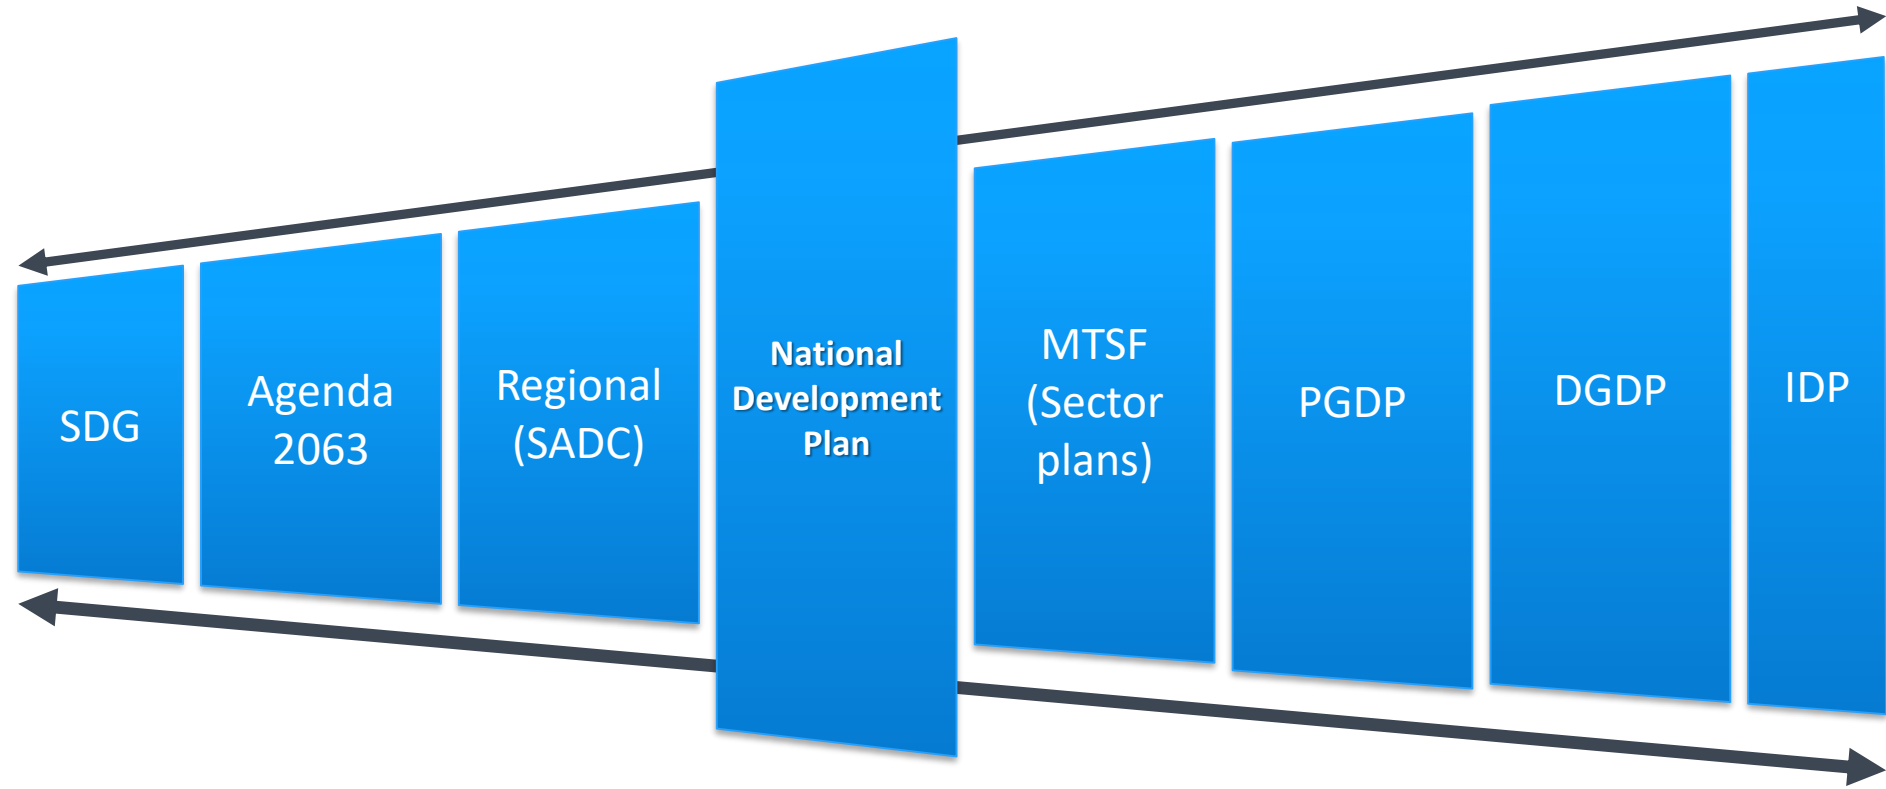 SDG
Agenda
2063
Regional
(SADC)
National
Development
Plan
MTSF
(Sector
plans)
PGDP
DGDP
IDP